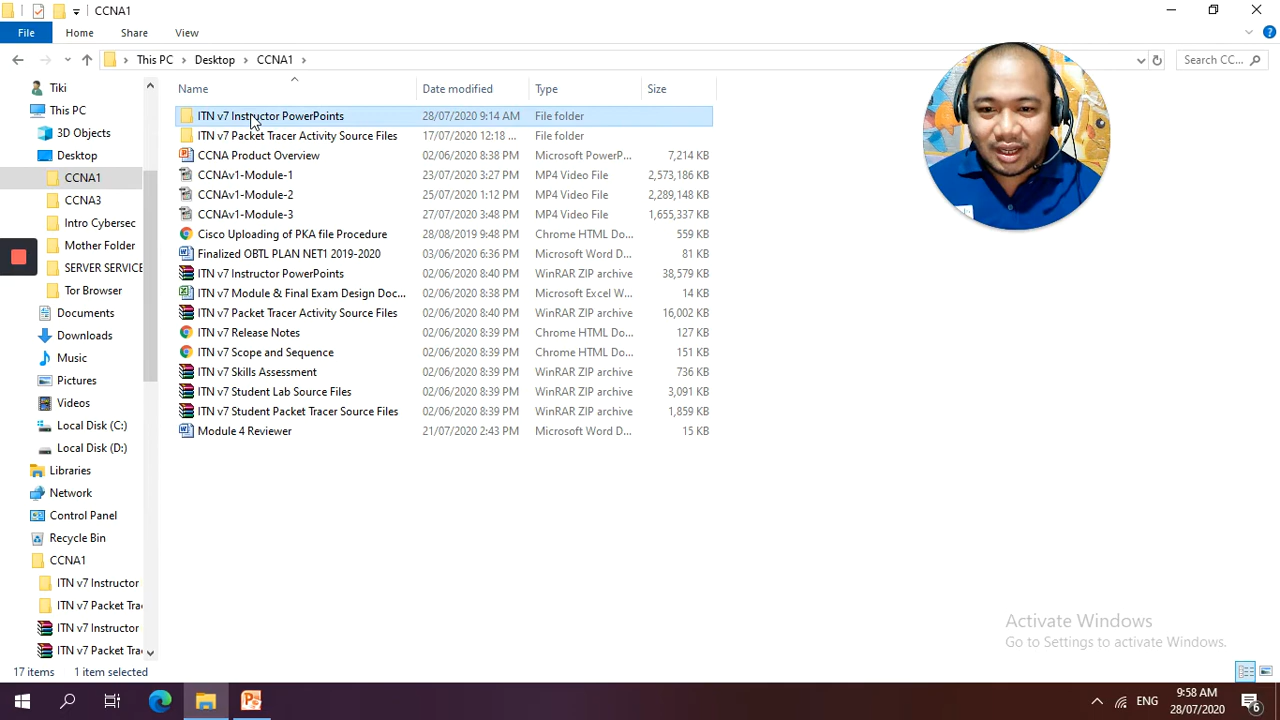 CCNA1
File Home Share View
This PC Desktop CCNA1 Search CC...
Name Date modified Type Size
ITN v7 Instructor PowerPoints 28/07/2020 9:14 AM File folder
ITN v7 Packet Tracer Activity Source Files 17/07/2020 12:18 ... File folder
CCNA Product Overview 02/06/2020 8:38 PM Microsoft PowerP... 7,214 KB
CCNAv1-Module-1 23/07/2020 3:27 PM MP4 Video File 2,573,186 KB
CCNAv1-Module-2 25/07/2020 1:12 PM MP4 Video File 2,289,148 KB
CCNAv1-Module-3 27/07/2020 3:48 PM MP4 Video File 1,655,337 KB
Cisco Uploading of PKA file Procedure 28/08/2019 9:48 PM Chrome HTML Do... 559 KB
Finalized OBTL PLAN NET1 2019-2020 03/06/2020 6:36 PM Microsoft Word D... 81 KB
ITN v7 Instructor PowerPoints 02/06/2020 8:40 PM WinRAR ZIP archive 38,579 KB
ITN v7 Module & Final Exam Design Doc... 02/06/2020 8:38 PM Microsoft Excel W... 14 KB
ITN v7 Packet Tracer Activity Source Files 02/06/2020 8:40 PM WinRAR ZIP archive 16,002 KB
ITN v7 Release Notes 02/06/2020 8:39 PM Chrome HTML Do... 127 KB
ITN v7 Scope and Sequence 02/06/2020 8:39 PM Chrome HTML Do... 151 KB
ITN v7 Skills Assessment 02/06/2020 8:39 PM WinRAR ZIP archive 736 KB
ITN v7 Student Lab Source Files 02/06/2020 8:39 PM WinRAR ZIP archive 3,091 KB
ITN v7 Student Packet Tracer Source Files 02/06/2020 8:39 PM WinRAR ZIP archive 1,859 KB
Module 4 Reviewer 21/07/2020 2:43 PM Microsoft Word D... 15 KB
Tiki
This PC
3D Objects
Desktop
CCNA1
CCNA3
Intro Cybersec
Mother Folder
SERVER SERVICE
Tor Browser
Documents
Downloads
Music
Pictures
Videos
Local Disk (C:)
Local Disk (D:)
Libraries
Network
Control Panel
Recycle Bin
CCNA1
ITN v7 Instructor
ITN v7 Packet Tra
ITN v7 Instructor
ITN v7 Packet Tra
Activate Windows
Go to Settings to activate Windows.
17 items 1 item selected
ENG
9:58 AM
28/07/2020
6